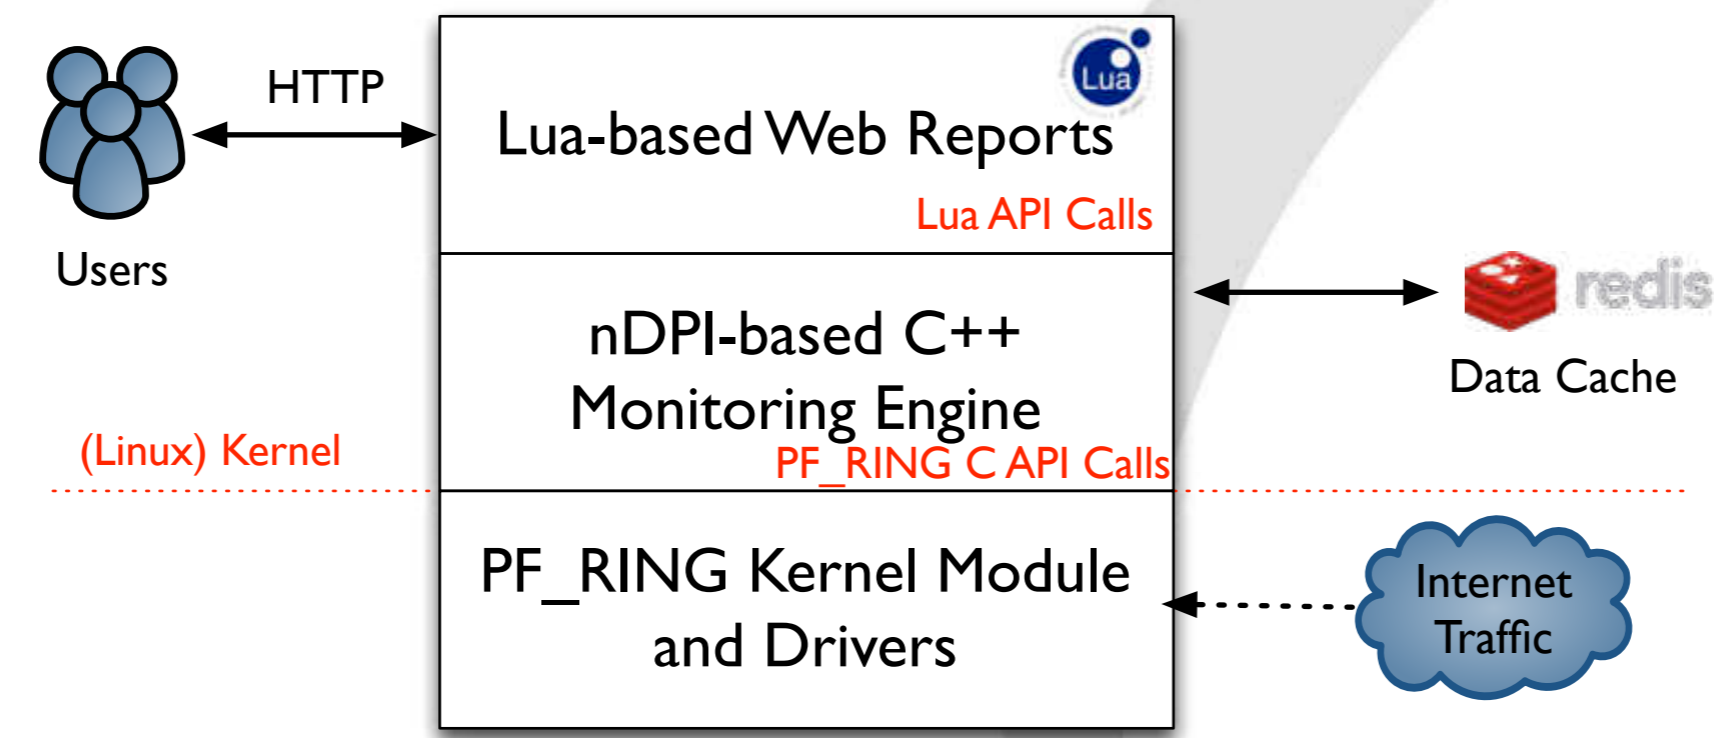 HTTP
Users
Lua
Lua-based Web Reports
Lua API Calls
nDPI-based C++
Monitoring Engine
PF_RING C API Calls
redis
Data Cache
(Linux) Kernel
PF_RING Kernel Module
and Drivers
Internet
Traffic